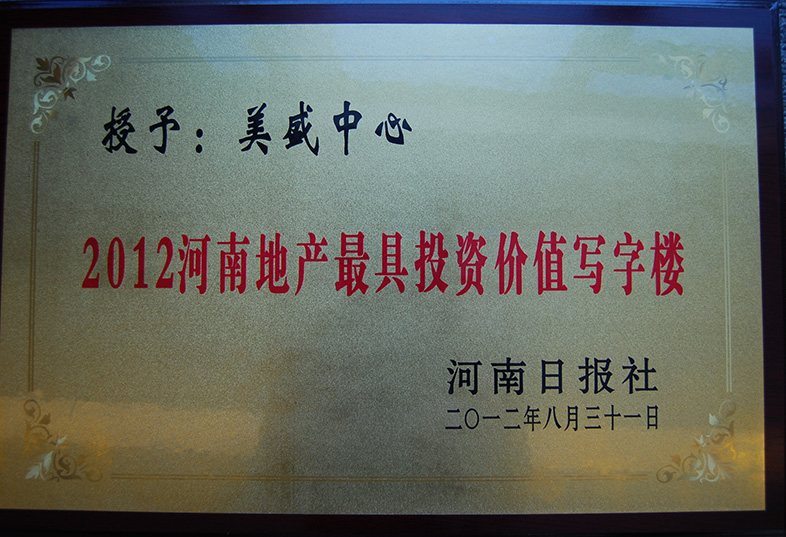 授予：美盛中心
2012河南地产最具投资价值写字楼
河南日报社
二〇一二年八月三十一日